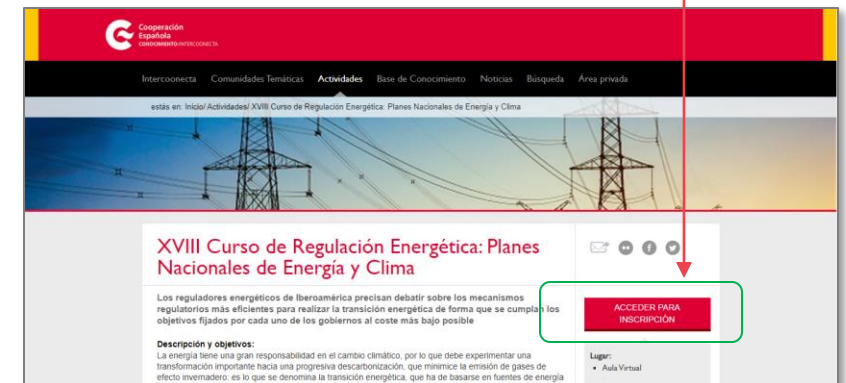 Cooperación
Española
CONOCIMIENTO/INTERCOONECTA
Intercoonecta Comunidades Temáticas Actividades Base de Conocimiento Noticias Búsqueda Área privada
estás en: Inicio/ Actividades/ XVIII Curso de Regulación Energética: Planes Nacionales de Energía y Clima
XVIII Curso de Regulación Energética: Planes
Nacionales de Energía y Clima
Los reguladores energéticos de Iberoamérica precisan debatir sobre los mecanismos
regulatorios más eficientes para realizar la transición energética de forma que se cumplan los
objetivos fijados por cada uno de los gobiernos al coste más bajo posible
ACCEDER PARA
INSCRIPCIÓN
Descripción y objetivos:
La energía tiene una gran responsabilidad en el cambio climático, por lo que debe experimentar una
transformación importante hacia una progresiva descarbonización, que minimice la emisión de gases de
efecto invernadero: es lo que se denomina la transición energética, que ha de basarse en fuentes de energía
Lugar:
• Aula Virtual